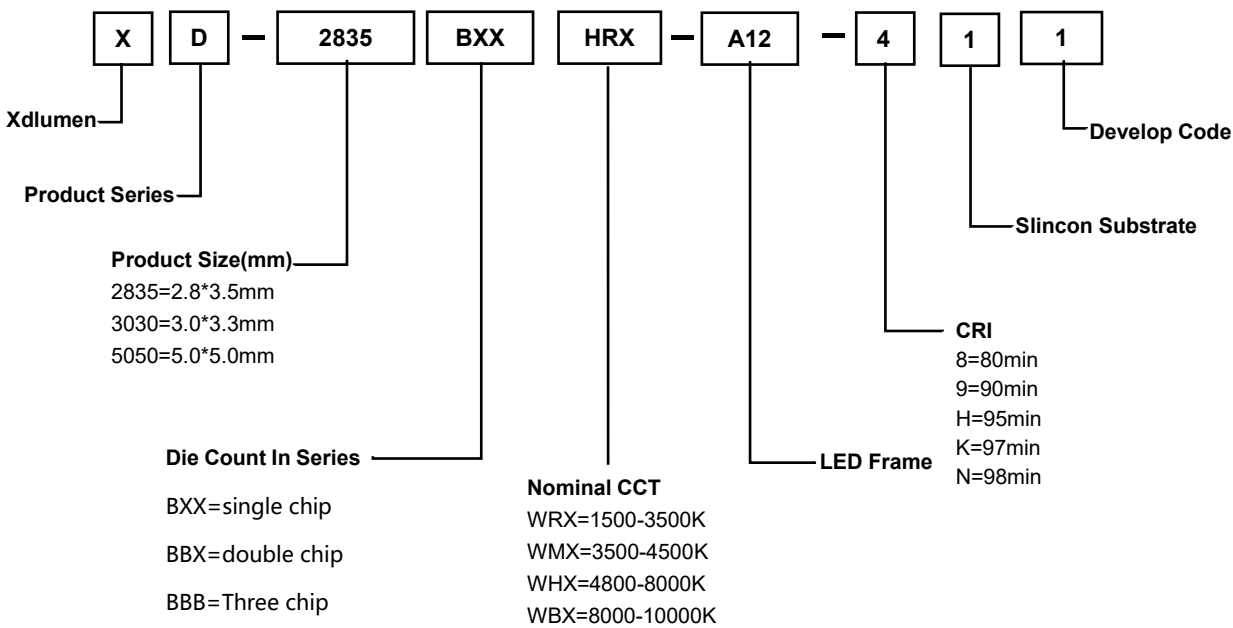 X D — 2835 BXX HRX — A12 — 4 1 1
Xdlumen
Develop Code
Product Series
Slincon Substrate
Product Size(mm)
2835=2.8*3.5mm
3030=3.0*3.3mm
5050=5.0*5.0mm
CRI
8=80min
9=90min
H=95min
K=97min
N=98min
LED Frame
Die Count In Series
BXX=single chip
BBX=double chip
BBB=Three chip
Nominal CCT
WRX=1500-3500K
WMX=3500-4500K
WHX=4800-8000K
WBX=8000-10000K